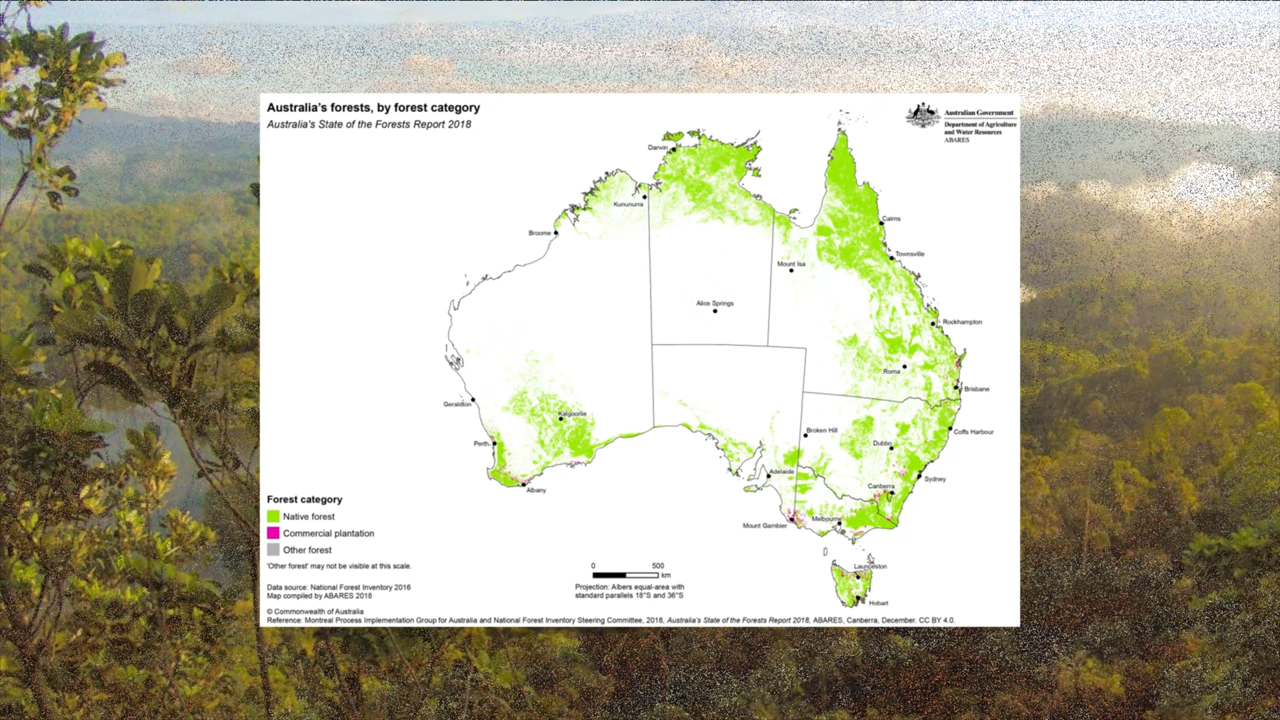 Australia's forests, by forest category
Australia's State of the Forests Report 2018
Australian Government
Department of Agriculture
and Water Resources
ABARES
Darwin
Kununurra
Broome
Cairns
Townsville
Mount Isa
Alice Springs
Rockhampton
Roma
Brisbane
Geraldton
Kalgoorlie
Broken Hill
Coffs Harbour
Perth
Dubbo
Adelaide
Sydney
Albany
Canberra
Mount Gambier
Melbourne
Launceston
Hobart
Forest category
Native forest
Commercial plantation
Other forest
'Other forest' may not be visible at this scale.
Data source: National Forest Inventory 2016
Map compiled by ABARES 2018
0 500
km
Projection: Albers equal-area with
standard parallels 18°S and 36°S
© Commonwealth of Australia
Reference: Montreal Process Implementation Group for Australia and National Forest Inventory Steering Committee, 2018, Australia's State of the Forests Report 2018, ABARES, Canberra, December. CC BY 4.0.